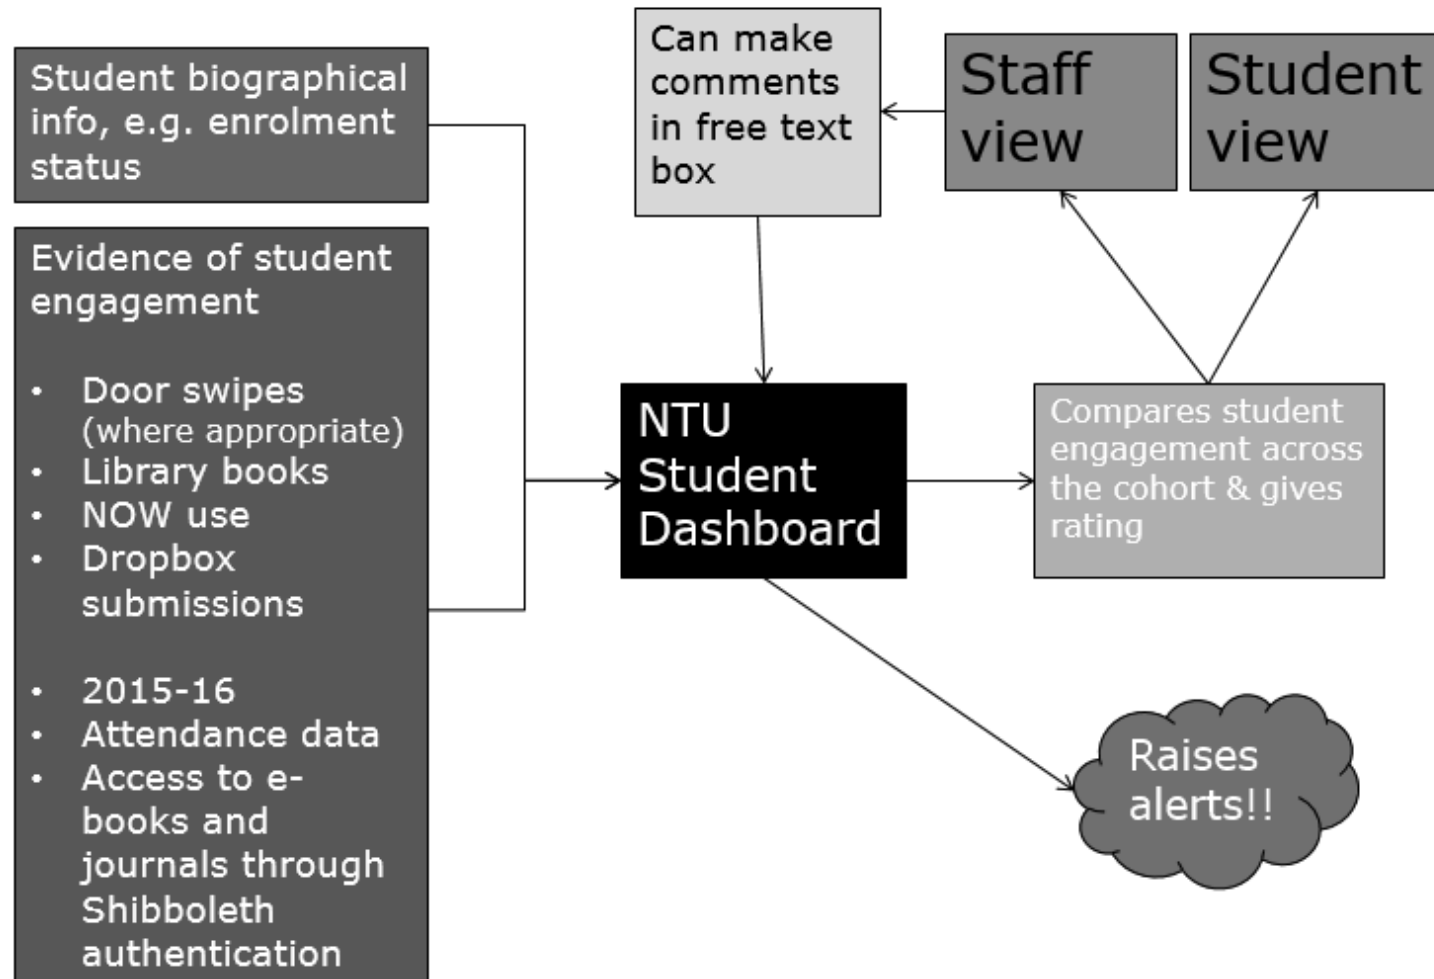 Student biographical
info, e.g. enrolment
status
Evidence of student
engagement
• Door swipes
(where appropriate)
• Library books
• NOW use
• Dropbox
submissions
• 2015-16
• Attendance data
• Access to e-
books and
journals through
Shibboleth
authentication
Can make
comments
in free text
box
Staff
view
Student
view
NTU
Student
Dashboard
Compares student
engagement across
the cohort & gives
rating
Raises
alerts!!